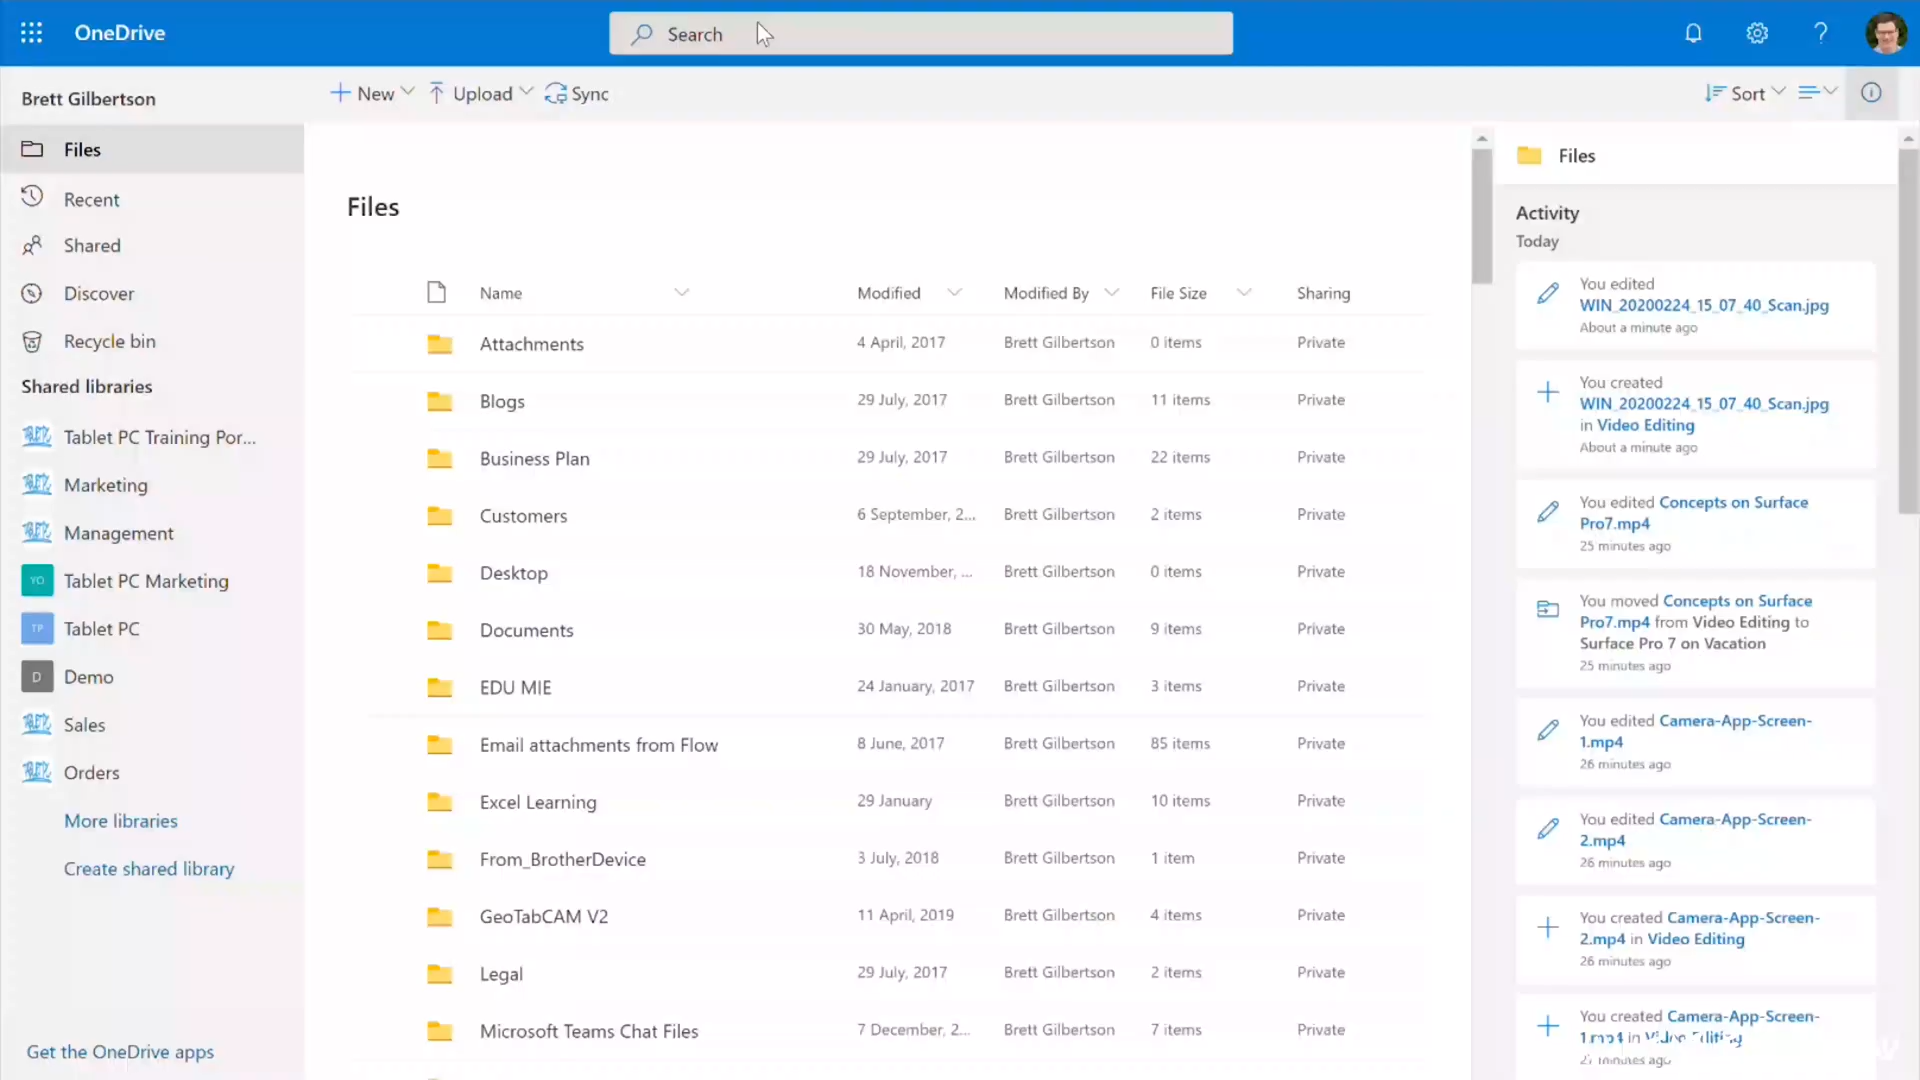 OneDrive
Search
?
Brett Gilbertson
New
Upload
Sync
Sort
Files
Recent
Shared
Discover
Recycle bin
Shared libraries
Tablet PC Training Por...
Marketing
Management
YO Tablet PC Marketing
TP Tablet PC
D Demo
Sales
Orders
More libraries
Create shared library
Get the OneDrive apps
Files
Name Modified Modified By File Size Sharing
Attachments 4 April, 2017 Brett Gilbertson 0 items Private
Blogs 29 July, 2017 Brett Gilbertson 11 items Private
Business Plan 29 July, 2017 Brett Gilbertson 22 items Private
Customers 6 September, 2... Brett Gilbertson 2 items Private
Desktop 18 November, ... Brett Gilbertson 0 items Private
Documents 30 May, 2018 Brett Gilbertson 9 items Private
EDU MIE 24 January, 2017 Brett Gilbertson 3 items Private
Email attachments from Flow 8 June, 2017 Brett Gilbertson 85 items Private
Excel Learning 29 January Brett Gilbertson 10 items Private
From_BrotherDevice 3 July, 2018 Brett Gilbertson 1 item Private
GeoTabCAM V2 11 April, 2019 Brett Gilbertson 4 items Private
Legal 29 July, 2017 Brett Gilbertson 2 items Private
Microsoft Teams Chat Files 7 December, 2... Brett Gilbertson 7 items Private
Files
Activity
Today
You edited
WIN_20200224_15_07_40_Scan.jpg
About a minute ago
You created
WIN_20200224_15_07_40_Scan.jpg
in Video Editing
About a minute ago
You edited Concepts on Surface
Pro7.mp4
25 minutes ago
You moved Concepts on Surface
Pro7.mp4 from Video Editing to
Surface Pro 7 on Vacation
25 minutes ago
You edited Camera-App-Screen-
1.mp4
26 minutes ago
You edited Camera-App-Screen-
2.mp4
26 minutes ago
You created Camera-App-Screen-
2.mp4 in Video Editing
26 minutes ago
You created Camera-App-Screen-
1.mp4 in Video Editing
27 minutes ago